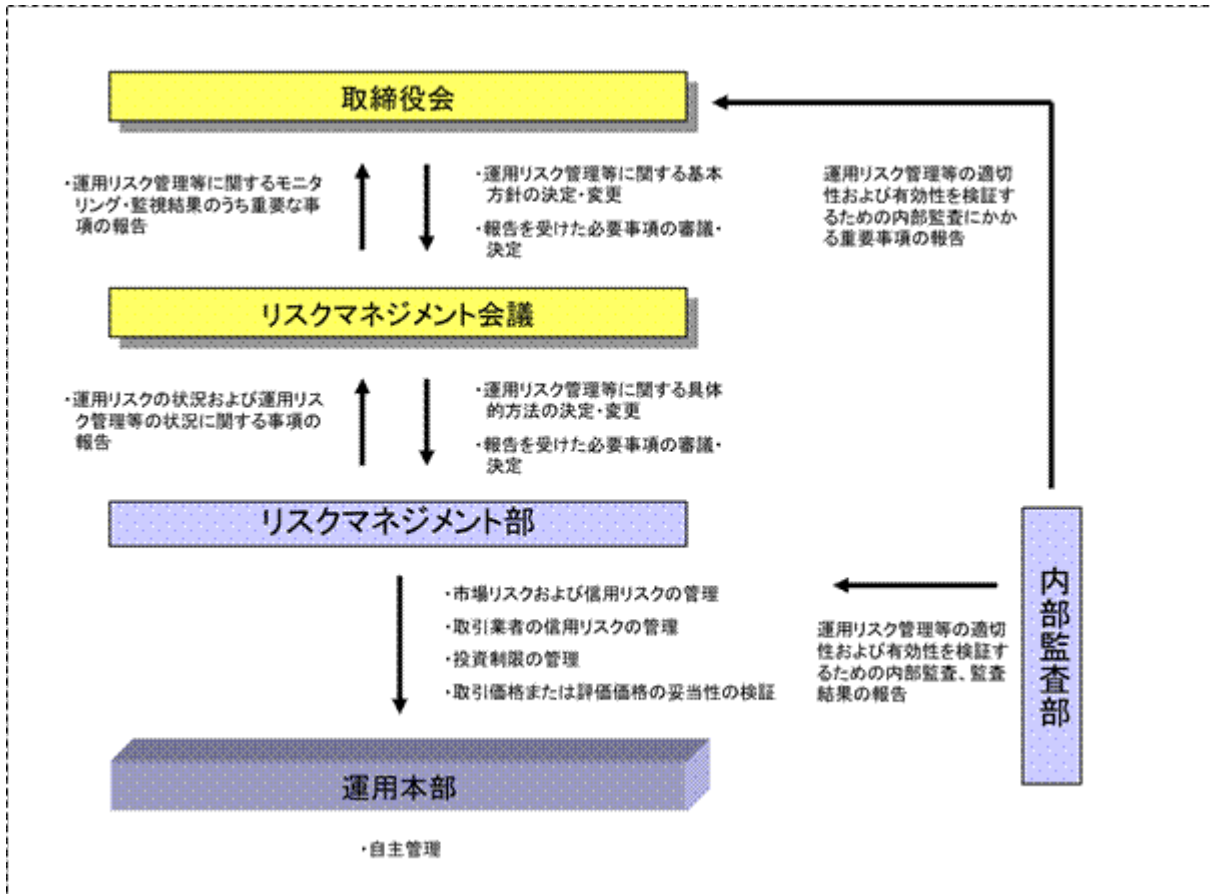 取締役会
・運用リスク管理等に関するモニタ
リング・監視結果のうち重要な事
項の報告
・運用リスク管理等に関する基本
方針の決定・変更
・報告を受けた必要事項の審議・
決定
運用リスク管理等の適切
性および有効性を検証す
るための内部監査にかか
る重要事項の報告
リスクマネジメント会議
・運用リスクの状況および運用リス
ク管理等の状況に関する事項の
報告
・運用リスク管理等に関する具体
的方法の決定・変更
・報告を受けた必要事項の審議・
決定
リスクマネジメント部
・市場リスクおよび信用リスクの管理
・取引業者の信用リスクの管理
・投資制限の管理
・取引価格または評価価格の妥当性の検証
運用リスク管理等の適切
性および有効性を検証す
るための内部監査、監査
結果の報告
内部監査部
運用本部
・自主管理